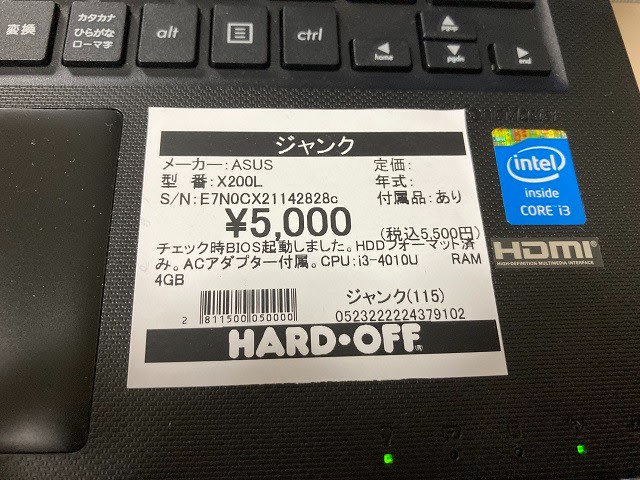 変換
カタカナ
ひらがな
ローマ字
alt
ctrl
pgup
home
pgdn
end
ジャンク
メーカー:ASUS 定価:
型 番:X200L 年式:
S/N:E7N0CX21142828c 付属品:あり
¥5,000 (税込5,500円)
チェック時BIOS起動しました。HDDフォーマット済
み。ACアダプター付属。CPU:i3-4010U RAM
4GB
ジャンク(115)
2 811500 050000
0523222224379102
HARD・OFF
intel
inside
CORE i3
HDMI
HIGH-DEFINITION MULTIMEDIA INTERFACE